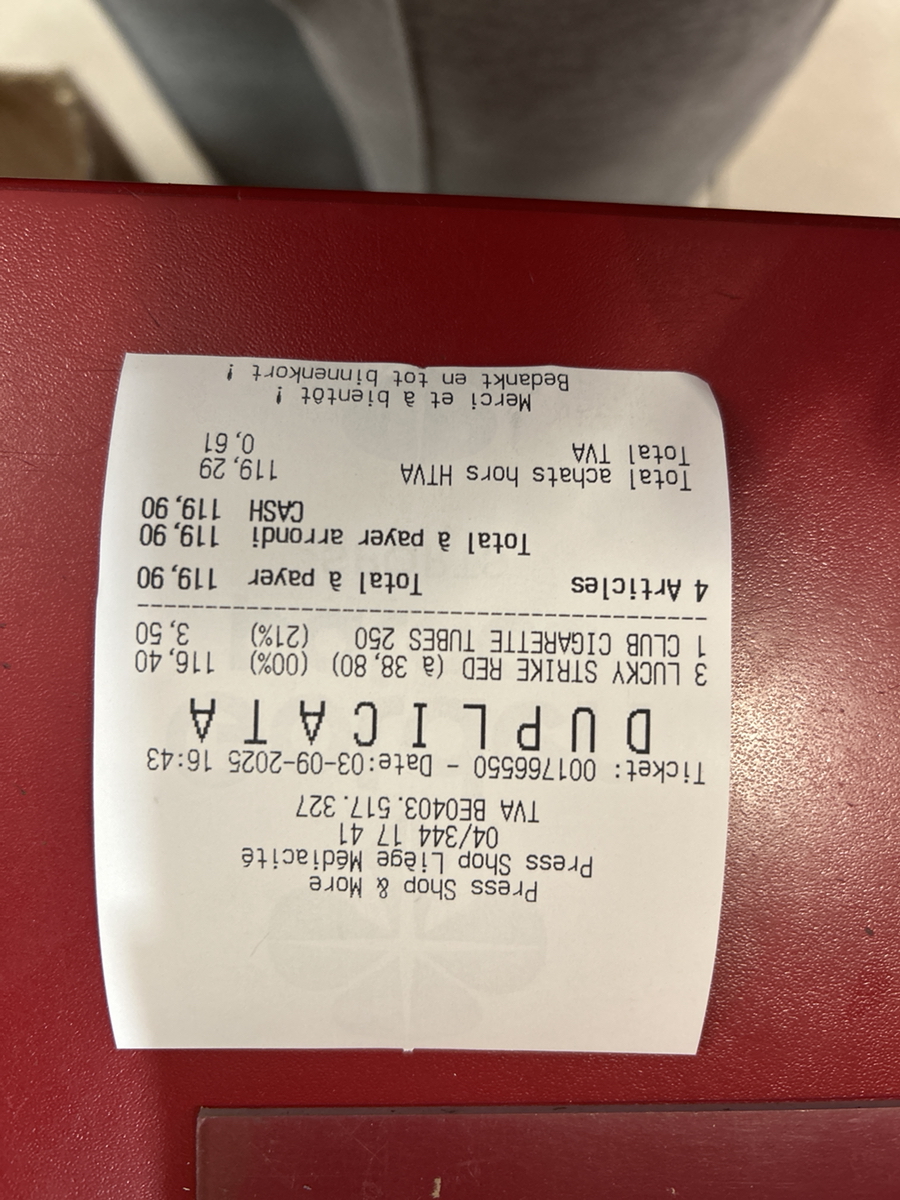 Press Shop & More
Press Shop Liège Médiacité
04/344 17 41
TVA BE0403.517.327
Ticket: 001766550 - Date:03-09-2025 16:43
D U P L I C A T A
3 LUCKY STRIKE RED (à 38,80) (00%) 116,40
1 CLUB CIGARETTE TUBES 250 (21%) 3,50
4 Articles Total à payer 119,90
Total à payer arrondi 119,90
CASH 119,90
Total achats hors HTVA 119,29
Total TVA 0,61
Merci et à bientôt !
Bedankt en tot binnenkort !